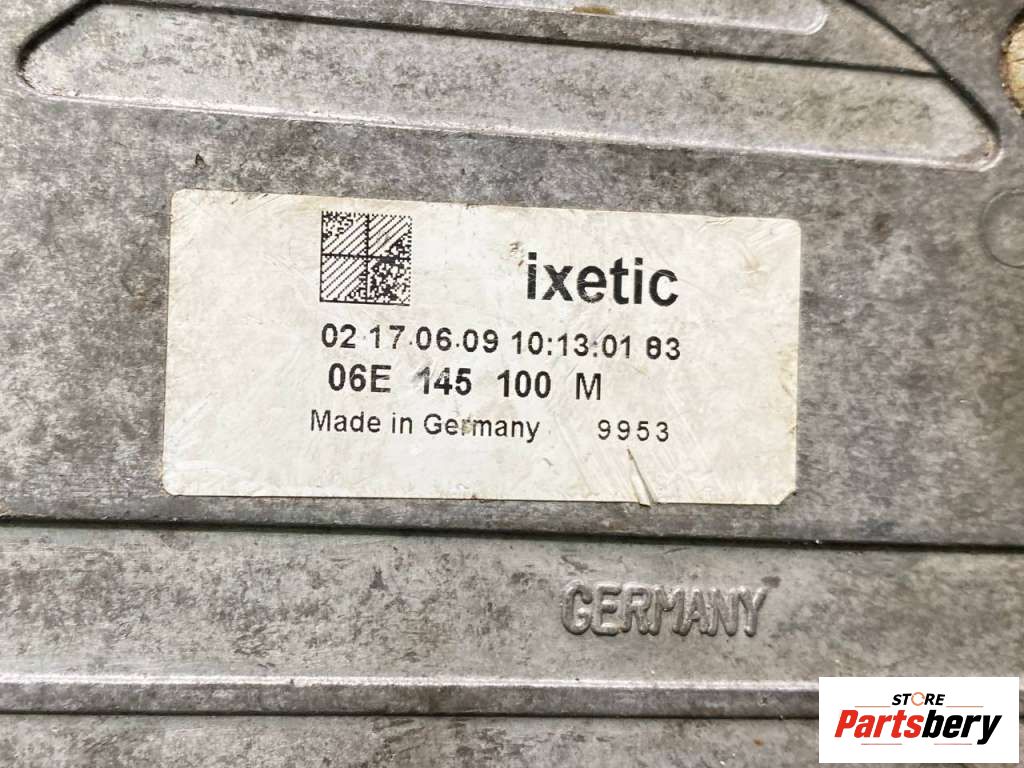 ixetic
02 17.06.09 10:13:01 83
06E 145 100 M
Made in Germany 9953
GERMANY
STORE
Partsbery